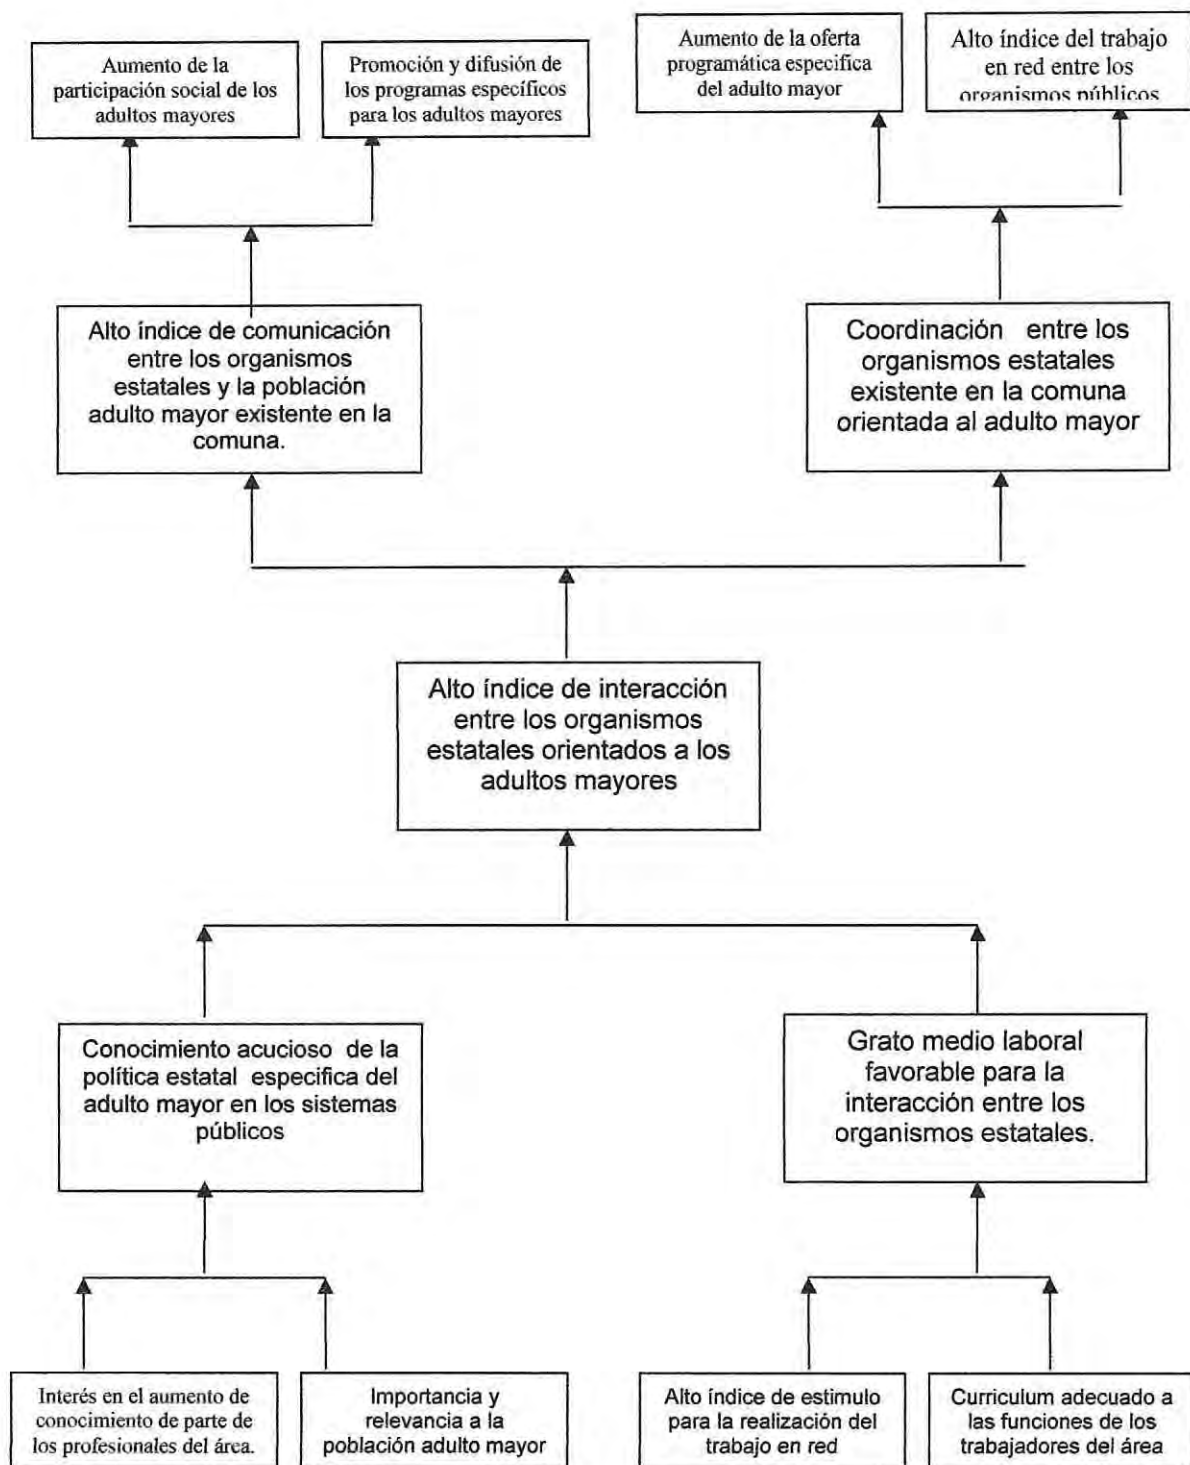 Aumento de la
participación social de los
adultos mayores
Promoción y difusión de
los programas específicos
para los adultos mayores
Aumento de la oferta
programática especifica
del adulto mayor
Alto índice del trabajo
en red entre los
organismos públicos
Alto índice de comunicación
entre los organismos
estatales y la población
adulto mayor existente en la
comuna.
Coordinación entre los
organismos estatales
existente en la comuna
orientada al adulto mayor
Alto índice de interacción
entre los organismos
estatales orientados a los
adultos mayores
Conocimiento acucioso de la
política estatal especifica del
adulto mayor en los sistemas
públicos
Grato medio laboral
favorable para la
interacción entre los
organismos estatales.
Interés en el aumento de
conocimiento de parte de
los profesionales del área.
Importancia y
relevancia a la
población adulto mayor
Alto índice de estimulo
para la realización del
trabajo en red
Curriculum adecuado a
las funciones de los
trabajadores del área